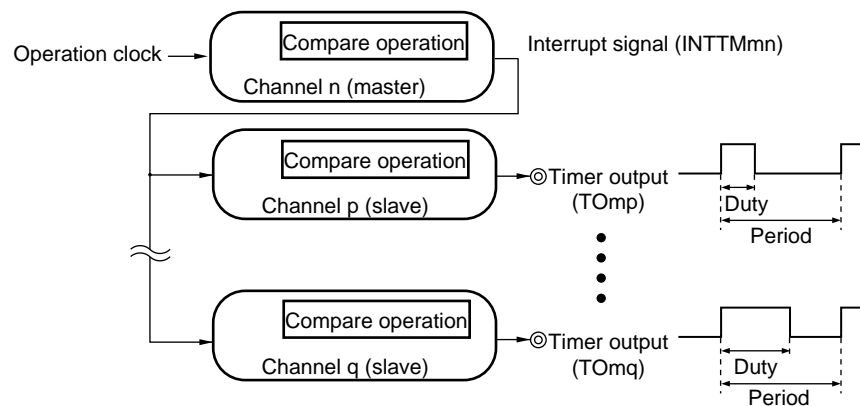 Compare operation
Operation clock
Interrupt signal (INTTMmn)
Channel n (master)
Compare operation
Timer output
(TOmp)
Channel p (slave)
Duty
Period
Compare operation
Timer output
(TOmq)
Channel q (slave)
Duty
Period